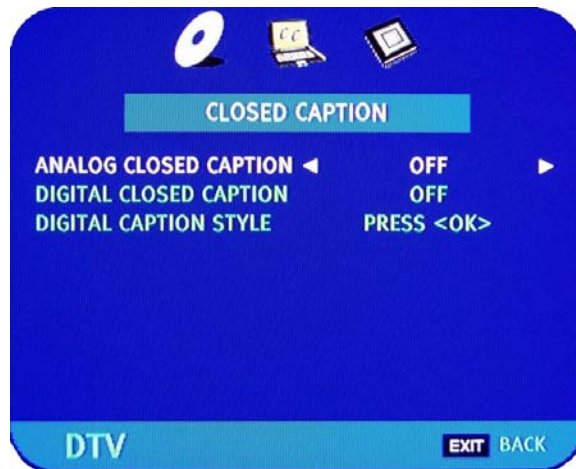 CC
CLOSED CAPTION
ANALOG CLOSED CAPTION ◀ OFF ▶
DIGITAL CLOSED CAPTION OFF
DIGITAL CAPTION STYLE PRESS <OK>
DTV EXIT BACK